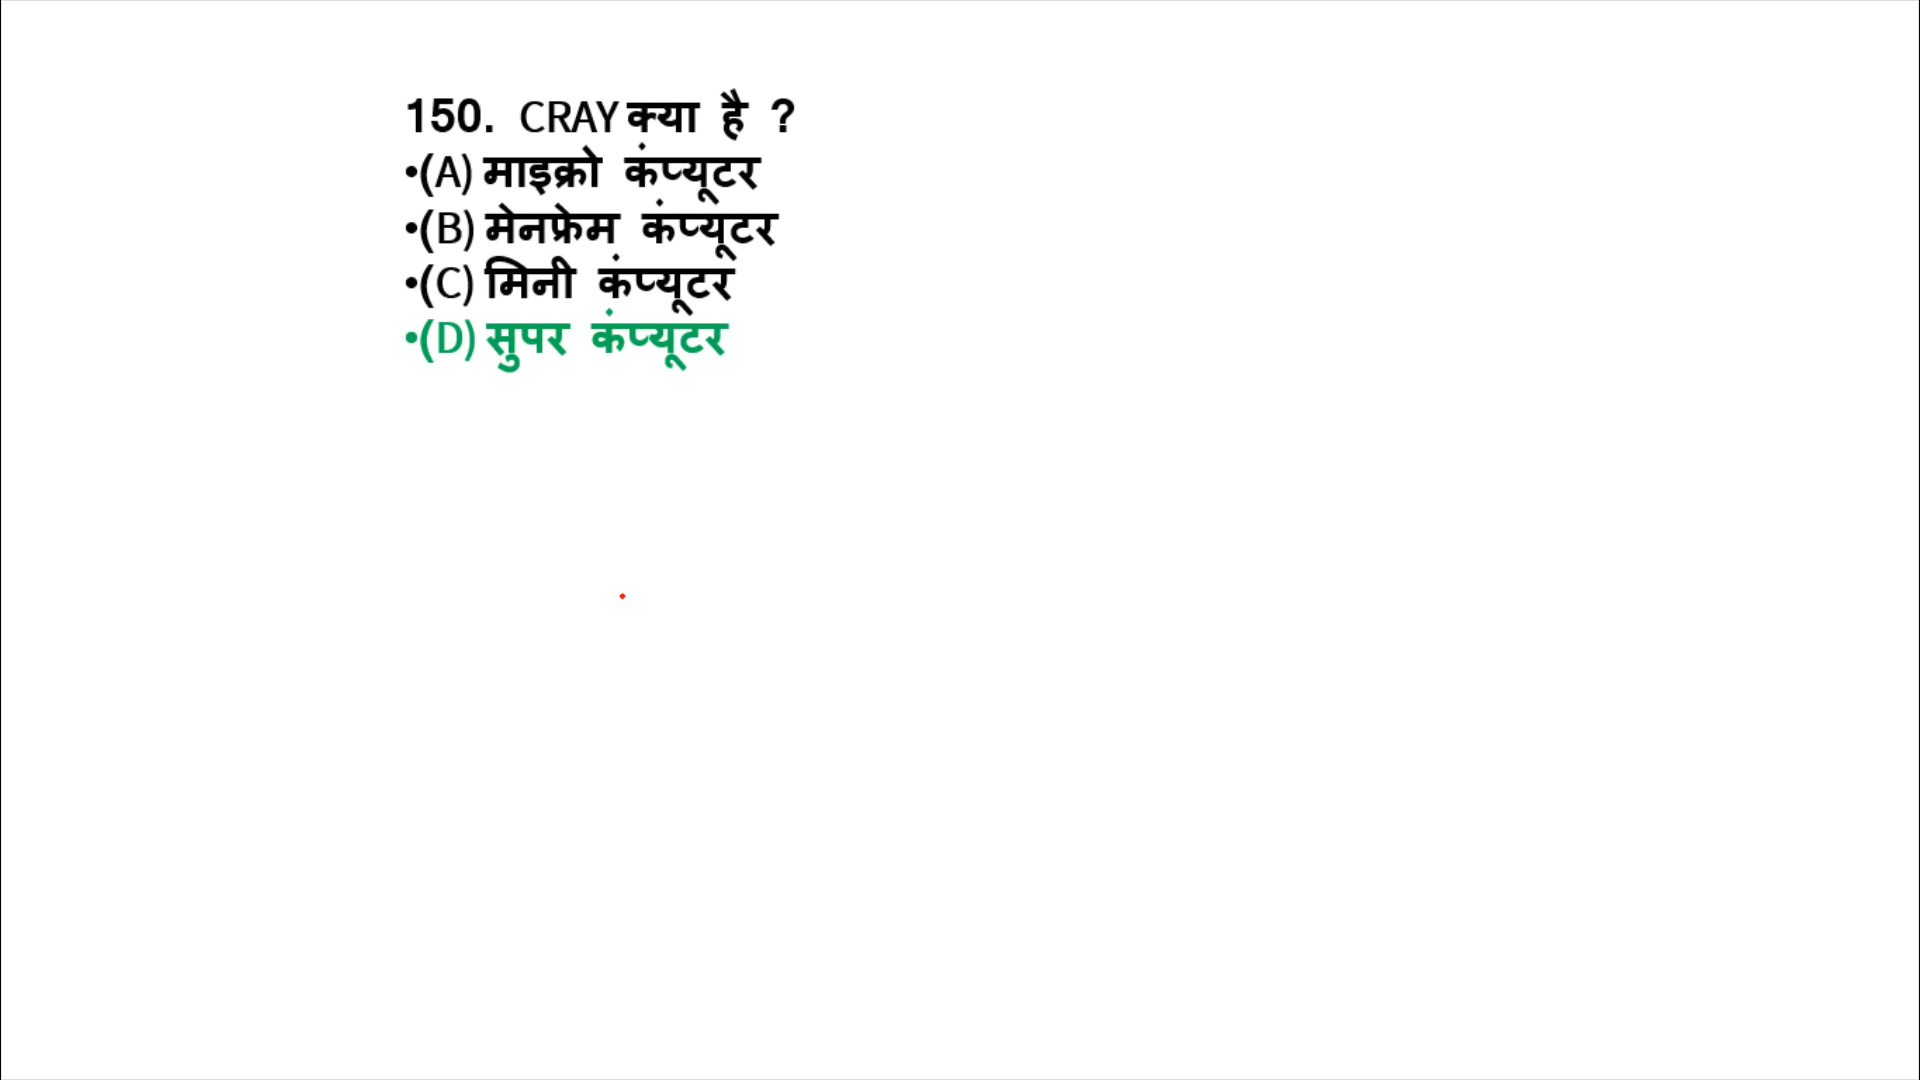 150. CRAY क्या है ?
•(A) माइक्रो कंप्यूटर
•(B) मेनफ्रेम कंप्यूटर
•(C) मिनी कंप्यूटर
•(D) सुपर कंप्यूटर